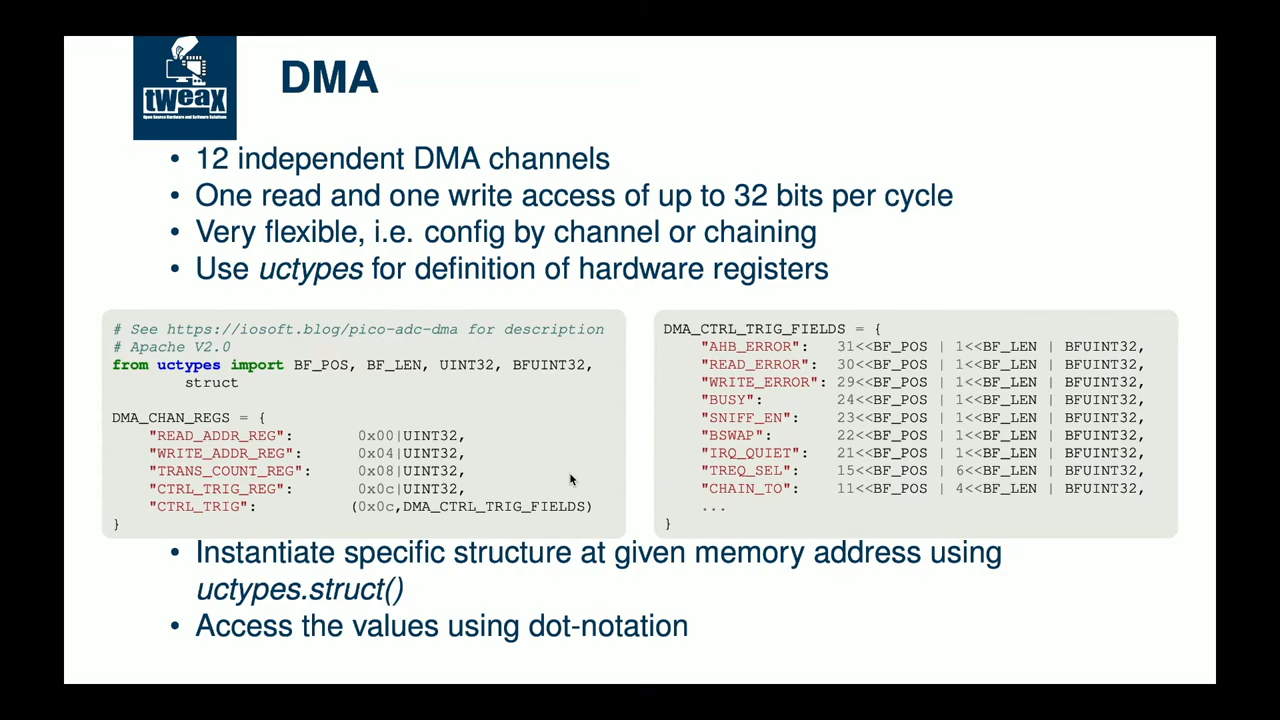 tweax
Open Source Hardware and Software Solutions
DMA
• 12 independent DMA channels
• One read and one write access of up to 32 bits per cycle
• Very flexible, i.e. config by channel or chaining
• Use uctypes for definition of hardware registers
# See https://iosoft.blog/pico-adc-dma for description
# Apache V2.0
from uctypes import BF_POS, BF_LEN, UINT32, BFUINT32,
struct
DMA_CHAN_REGS = {
"READ_ADDR_REG": 0x00|UINT32,
"WRITE_ADDR_REG": 0x04|UINT32,
"TRANS_COUNT_REG": 0x08|UINT32,
"CTRL_TRIG_REG": 0x0c|UINT32,
"CTRL_TRIG": (0x0c,DMA_CTRL_TRIG_FIELDS)
}
DMA_CTRL_TRIG_FIELDS = {
"AHB_ERROR": 31<<BF_POS | 1<<BF_LEN | BFUINT32,
"READ_ERROR": 30<<BF_POS | 1<<BF_LEN | BFUINT32,
"WRITE_ERROR": 29<<BF_POS | 1<<BF_LEN | BFUINT32,
"BUSY": 24<<BF_POS | 1<<BF_LEN | BFUINT32,
"SNIFF_EN": 23<<BF_POS | 1<<BF_LEN | BFUINT32,
"BSWAP": 22<<BF_POS | 1<<BF_LEN | BFUINT32,
"IRQ_QUIET": 21<<BF_POS | 1<<BF_LEN | BFUINT32,
"TREQ_SEL": 15<<BF_POS | 6<<BF_LEN | BFUINT32,
"CHAIN_TO": 11<<BF_POS | 4<<BF_LEN | BFUINT32,
...
}
• Instantiate specific structure at given memory address using
uctypes.struct()
• Access the values using dot-notation